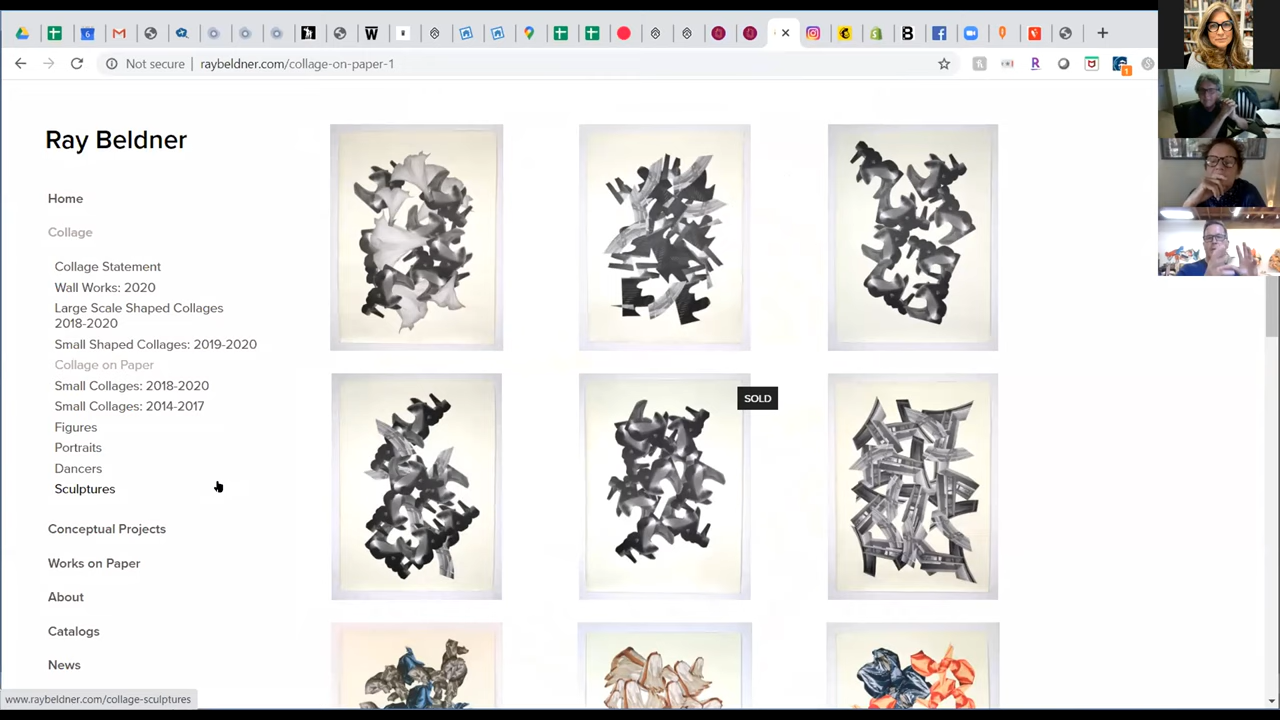 Not secure | raybeldner.com/collage-on-paper-1
1
Ray Beldner
Home
Collage
Collage Statement
Wall Works: 2020
Large Scale Shaped Collages
2018-2020
Small Shaped Collages: 2019-2020
Collage on Paper
Small Collages: 2018-2020
Small Collages: 2014-2017
Figures
Portraits
Dancers
Sculptures
Conceptual Projects
Works on Paper
About
Catalogs
News
SOLD
www.raybeldner.com/collage-sculptures